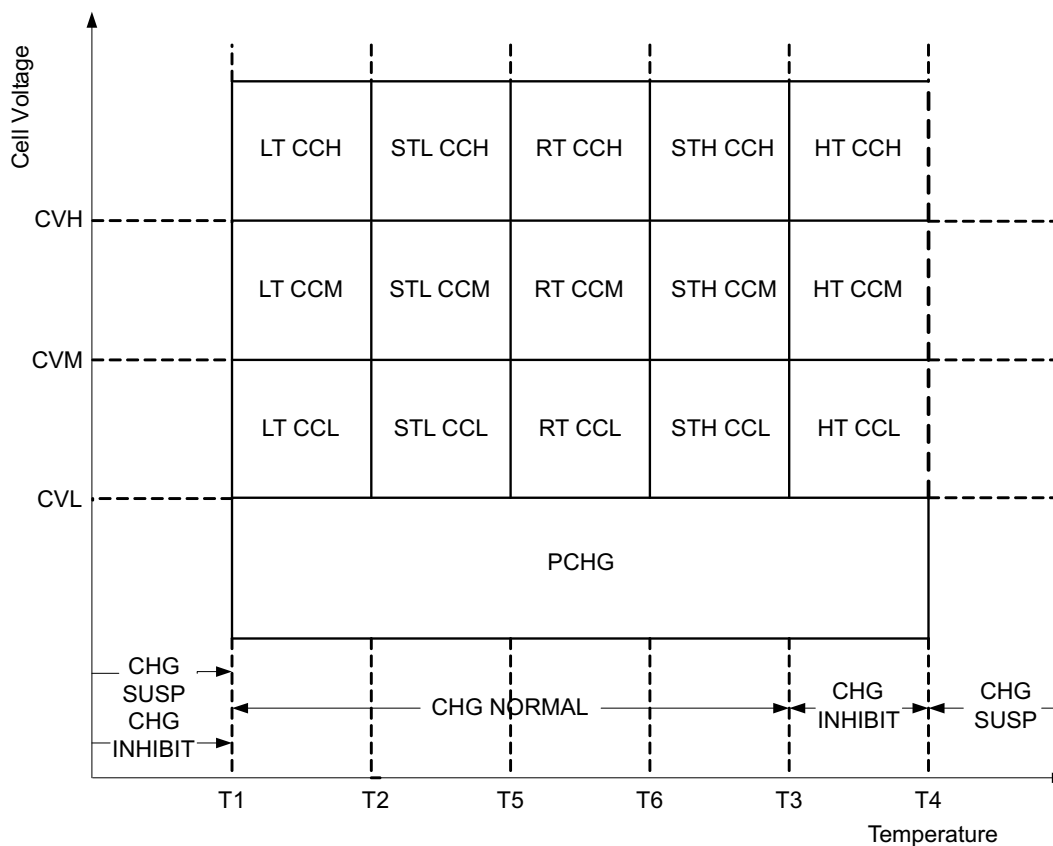 Cell Voltage
LT CCH STL CCH RT CCH STH CCH HT CCH
CVH
LT CCM STL CCM RT CCM STH CCM HT CCM
CVM
LT CCL STL CCL RT CCL STH CCL HT CCL
CVL
PCHG
CHG
SUSP
CHG
INHIBIT
CHG NORMAL
CHG
INHIBIT
CHG
SUSP
T1 T2 T5 T6 T3 T4
Temperature